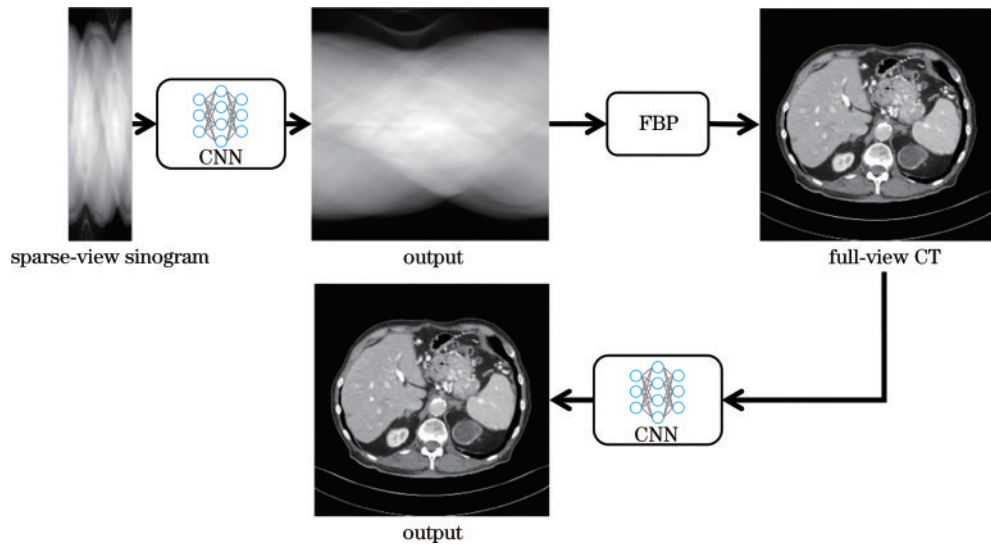 CNN
FBP
sparse-view sinogram
output
full-view CT
CNN
output